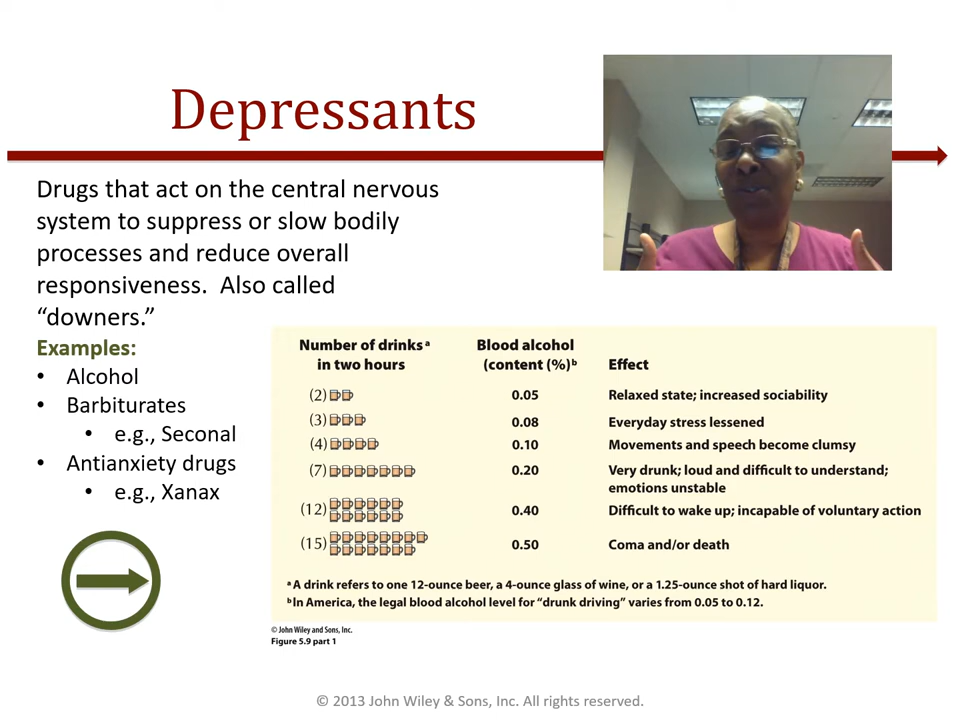 Depressants
Drugs that act on the central nervous
system to suppress or slow bodily
processes and reduce overall
responsiveness.  Also called
“downers.”
Examples:
• Alcohol
• Barbiturates
• e.g., Seconal
• Antianxiety drugs
• e.g., Xanax
Number of drinks a Blood alcohol
in two hours (content (%) b Effect
(2) 0.05 Relaxed state; increased sociability
(3) 0.08 Everyday stress lessened
(4) 0.10 Movements and speech become clumsy
(7) 0.20 Very drunk; loud and difficult to understand;
emotions unstable
(12) 0.40 Difficult to wake up; incapable of voluntary action
(15) 0.50 Coma and/or death
a A drink refers to one 12-ounce beer, a 4-ounce glass of wine, or a 1.25-ounce shot of hard liquor.
b In America, the legal blood alcohol level for “drunk driving” varies from 0.05 to 0.12.
© John Wiley and Sons, Inc.
Figure 5.9 part 1
© 2013 John Wiley & Sons, Inc. All rights reserved.